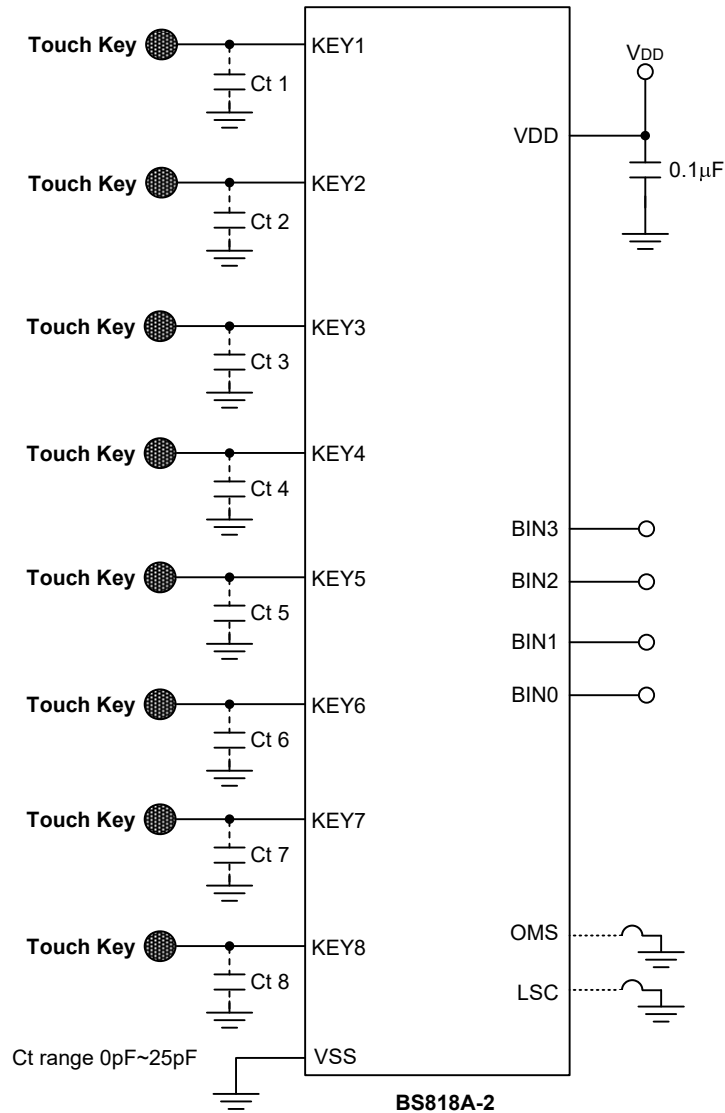 Touch Key
KEY1
Ct 1
VDD
VDD
0.1μF
Touch Key
KEY2
Ct 2
Touch Key
KEY3
Ct 3
Touch Key
KEY4
Ct 4
BIN3
Touch Key
KEY5
BIN2
Ct 5
BIN1
Touch Key
KEY6
BIN0
Ct 6
Touch Key
KEY7
Ct 7
Touch Key
KEY8
OMS
Ct 8
LSC
Ct range 0pF~25pF
VSS
BS818A-2